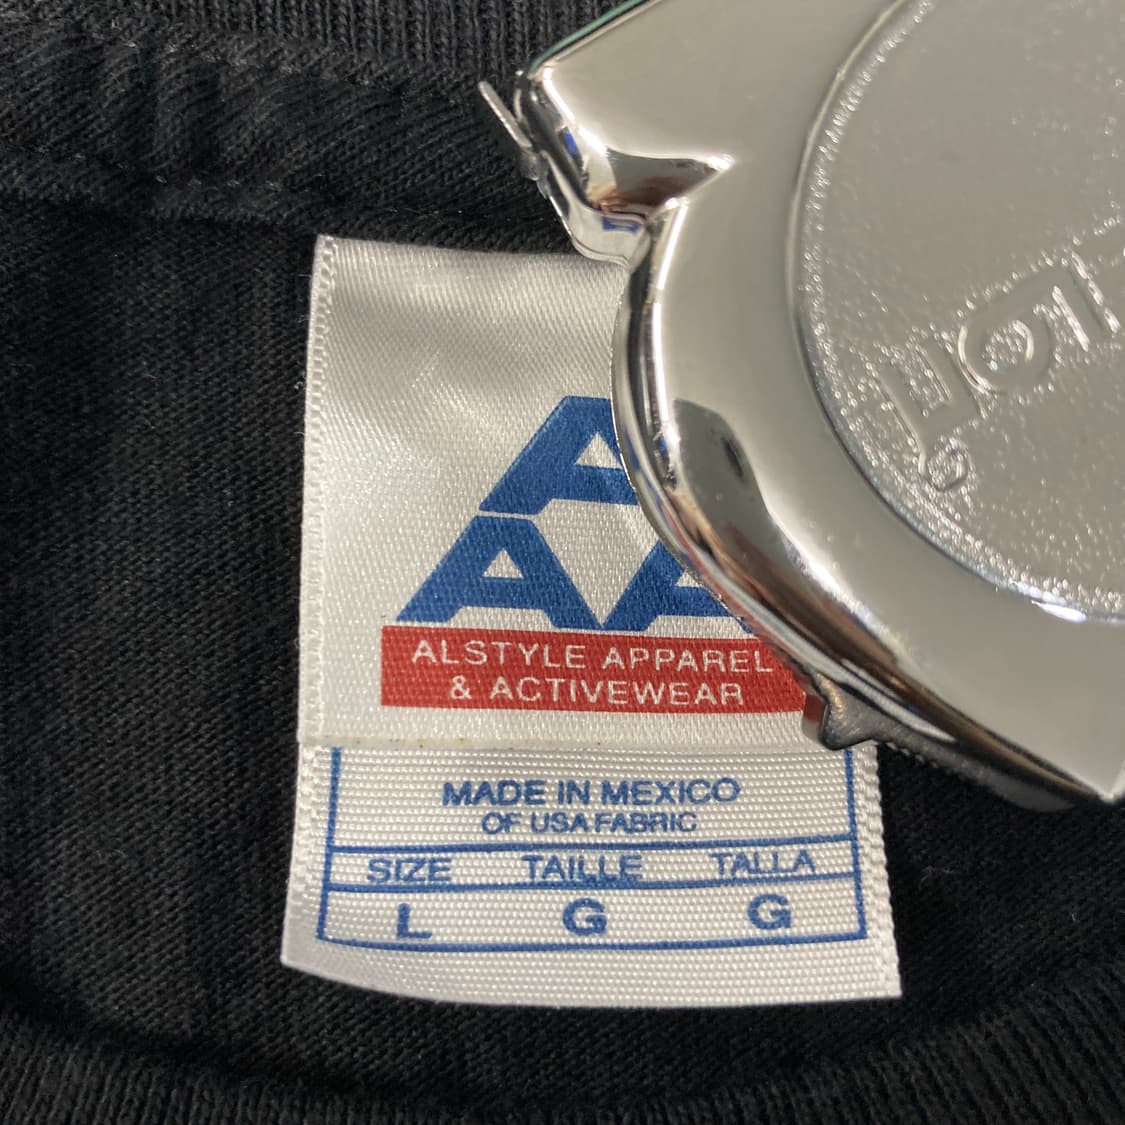 AAA
ALSTYLE APPAREL
& ACTIVEWEAR
MADE IN MEXICO
OF USA FABRIC
SIZE TAILLE TALLA
L G G